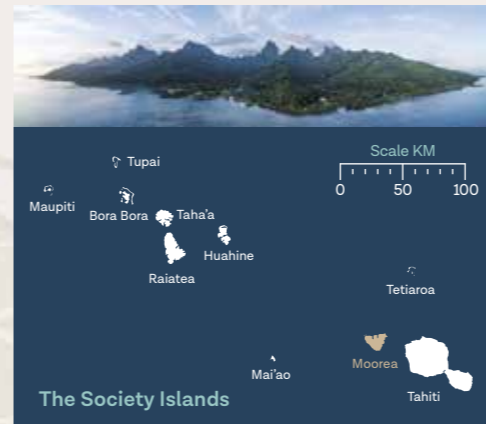 Scale KM
0 50 100
Tupai
Maupiti
Bora Bora
Taha'a
Huahine
Raiatea
Tetiaroa
Moorea
Mai'ao
Tahiti
The Society Islands